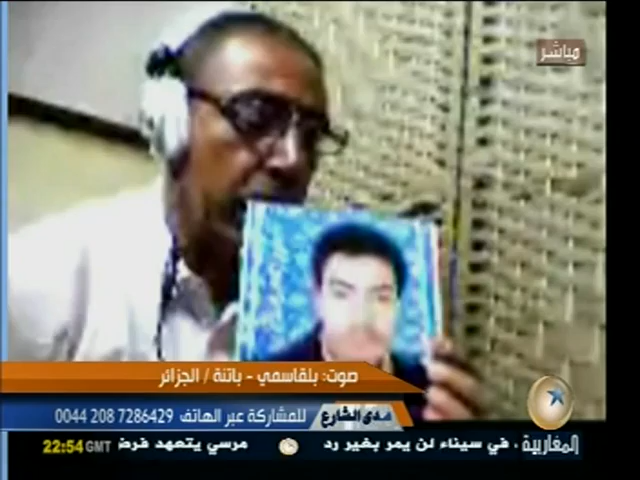 مباشر
صوت: بلقاسمي - باتنة / الجزائر
صدى الشارع
للمشاركة عبر الهاتف 0044 208 7286429
المغاربية
، في سيناء لن يمر بغير رد
مرسي يتعهد فرض
22:54 GMT